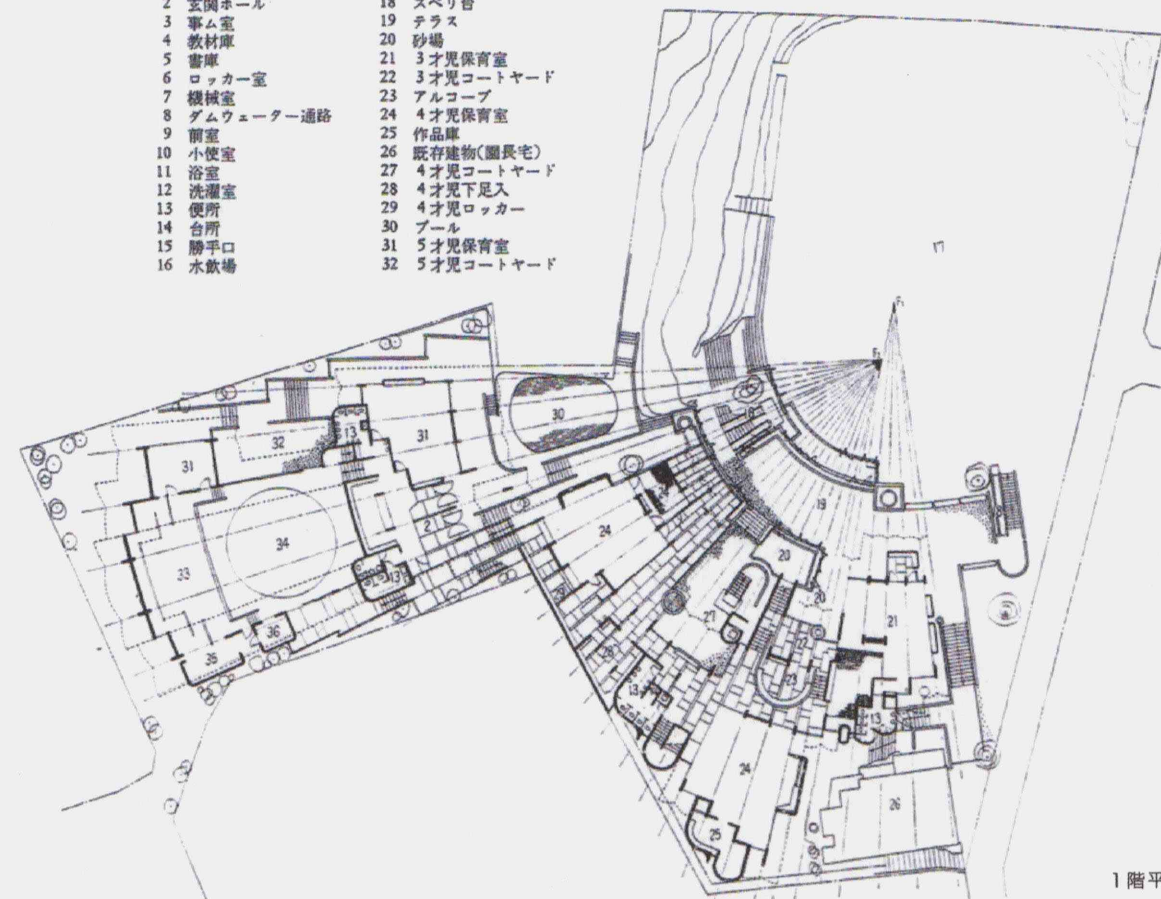 2 玄関ホール
3 事ム室
4 教材庫
5 書庫
6 ロッカー室
7 機械室
8 ダムウェーター通路
9 前室
10 小使室
11 浴室
12 洗濯室
13 便所
14 台所
15 勝手口
16 水飲場
18 スベリ台
19 テラス
20 砂場
21 3才児保育室
22 3才児コートヤード
23 アルコーブ
24 4才児保育室
25 作品庫
26 既存建物(園長宅)
27 4才児コートヤード
28 4才児下足入
29 4才児ロッカー
30 プール
31 5才児保育室
32 5才児コートヤード
17
F₁
F₂
30
18
32
13
31
31
19
2
24
34
20
33
13
27
20
21
29
22
36
28
23
35
13
13
24
26
25
1階平